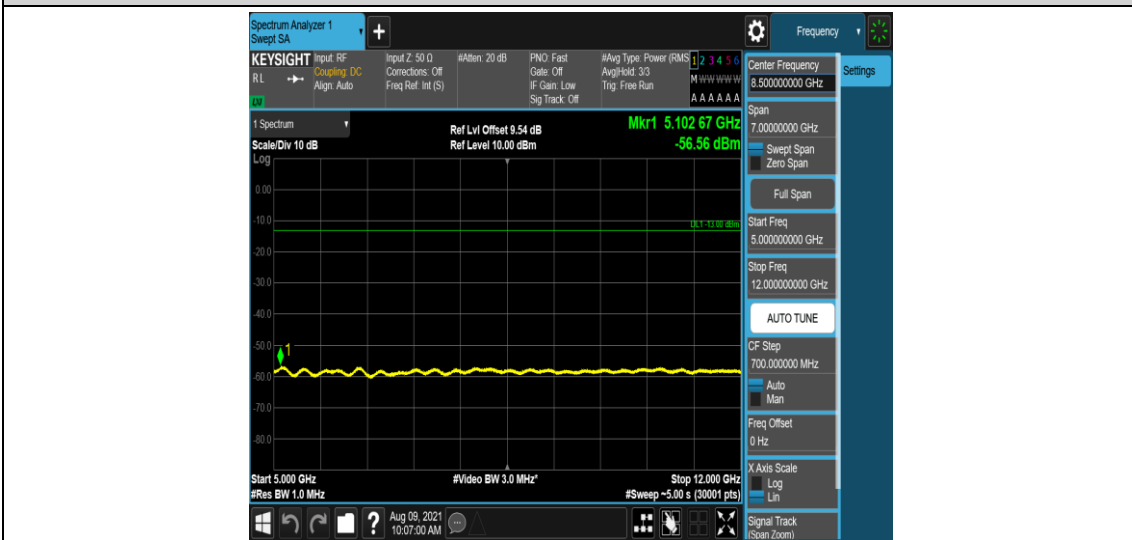 Spectrum Analyzer 1
Swept SA
+
Frequency
KEYSIGHT
RL
LXI
Input: RF
Coupling: DC
Align: Auto
Input Z: 50 Ω
Corrections: Off
Freq Ref: Int (S)
#Atten: 20 dB
PNO: Fast
Gate: Off
IF Gain: Low
Sig Track: Off
#Avg Type: Power (RMS
Avg|Hold: 3/3
Trig: Free Run
1 2 3 4 5 6
M W W W W W
A A A A A A
Center Frequency
8.500000000 GHz
Settings
Span
7.00000000 GHz
Swept Span
Zero Span
Full Span
Start Freq
5.000000000 GHz
Stop Freq
12.000000000 GHz
AUTO TUNE
CF Step
700.000000 MHz
Auto
Man
Freq Offset
0 Hz
X Axis Scale
Log
Lin
Signal Track
(Span Zoom)
1 Spectrum
Scale/Div 10 dB
Log
Ref Lvl Offset 9.54 dB
Ref Level 10.00 dBm
Mkr1 5.102 67 GHz
-56.56 dBm
0.00
-10.0
DL1 -13.00 dBm
-20.0
-30.0
-40.0
-50.0
1
-60.0
-70.0
-80.0
Start 5.000 GHz
#Video BW 3.0 MHz*
Stop 12.000 GHz
#Res BW 1.0 MHz
#Sweep ~5.00 s (30001 pts)
?
Aug 09, 2021
10:07:00 AM